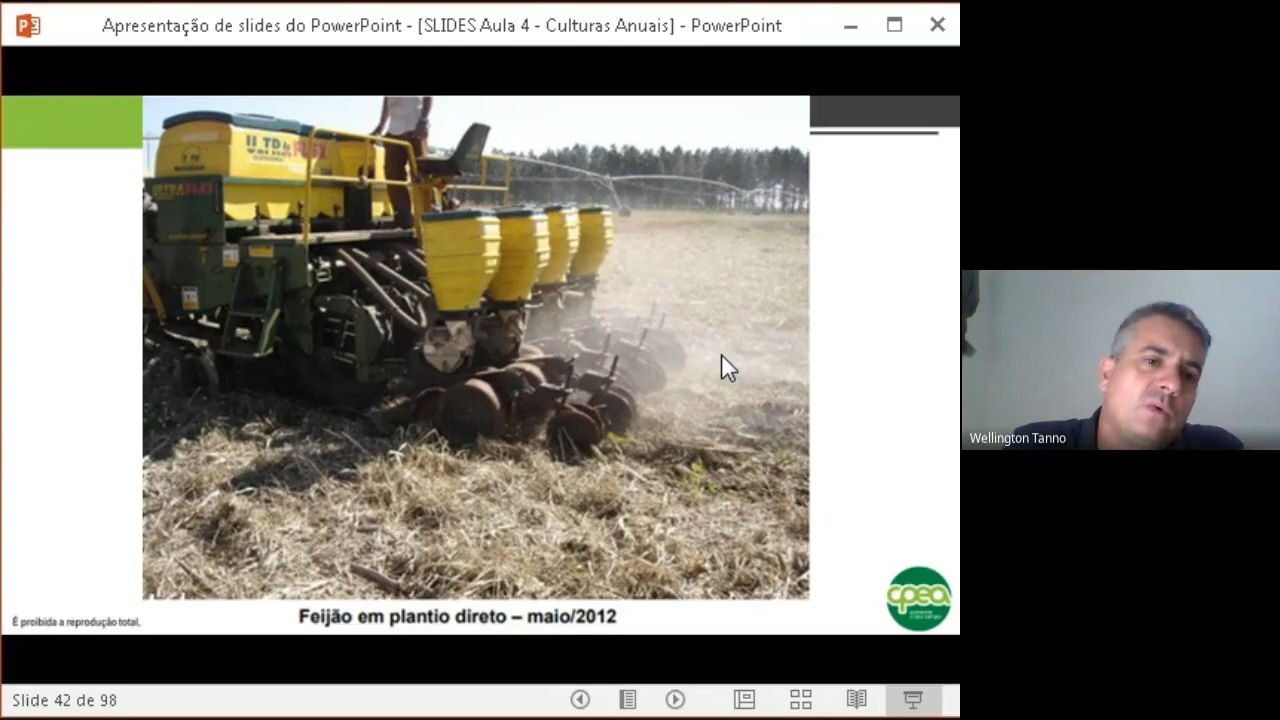 Apresentação de slides do PowerPoint - [SLIDES Aula 4 - Culturas Anuais] - PowerPoint
ULTRAFLEX
Wellington Tanno
cpea
Feijão em plantio direto – maio/2012
É proibida a reprodução total,
Slide 42 de 98